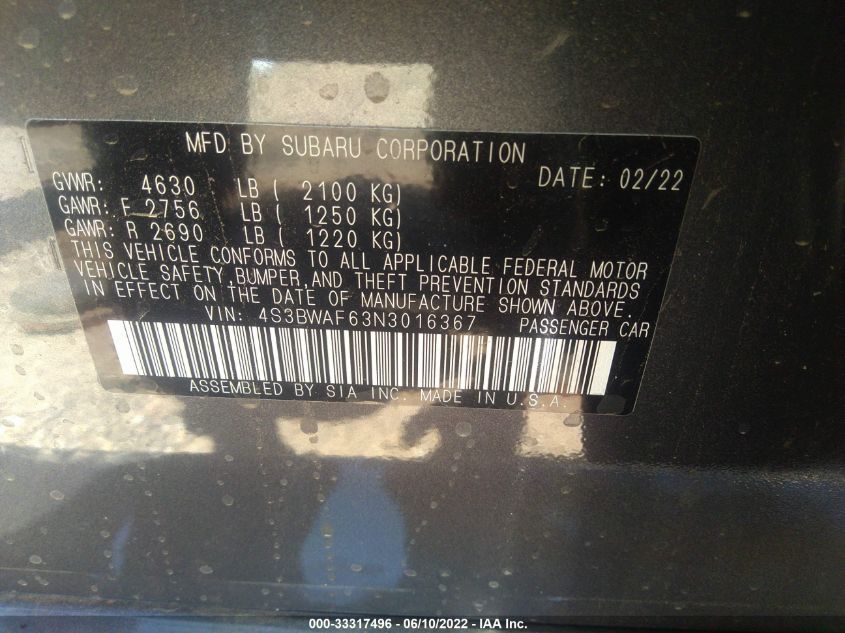 MFD BY SUBARU CORPORATION
DATE: 02/22
GVWR: 4630 LB ( 2100 KG)
GAWR: F 2756 LB ( 1250 KG)
GAWR: R 2690 LB ( 1220 KG)
THIS VEHICLE CONFORMS TO ALL APPLICABLE FEDERAL MOTOR
VEHICLE SAFETY, BUMPER, AND THEFT PREVENTION STANDARDS
IN EFFECT ON THE DATE OF MANUFACTURE SHOWN ABOVE.
VIN: 4S3BWAF63N3016367 PASSENGER CAR
ASSEMBLED BY SIA INC. MADE IN U.S.A.
000-33317496 - 06/10/2022 - IAA Inc.